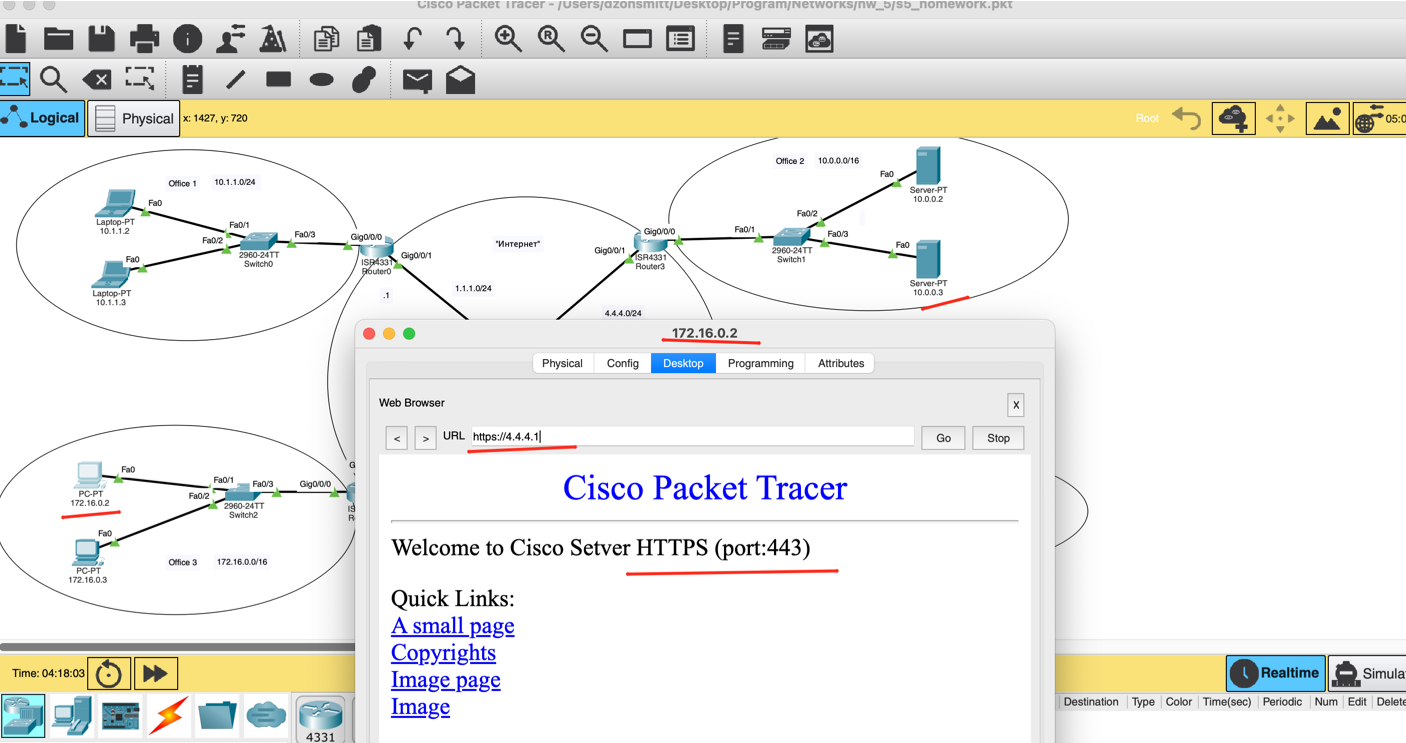 Cisco Packet Tracer - /Users/dzonsmitt/Desktop/Program/Networks/nw_5/s5_homework.pkt
Logical
Physical
x: 1427, y: 720
Root
Office 1
10.1.1.0/24
Fa0
Laptop-PT
10.1.1.2
Fa0/1
Fa0/2
Fa0/3
2960-24TT
Switch0
Fa0
Laptop-PT
10.1.1.3
Gig0/0/0
ISR4331
Router0
Gig0/0/1
.1
1.1.1.0/24
"Интернет"
4.4.4.0/24
Gig0/0/1
Gig0/0/0
ISR4331
Router3
Office 2
10.0.0.0/16
Fa0/1
Fa0/2
Fa0/3
2960-24TT
Switch1
Fa0
Server-PT
10.0.0.2
Fa0
Server-PT
10.0.0.3
172.16.0.2
Physical
Config
Desktop
Programming
Attributes
Web Browser
X
<
>
URL
https://4.4.4.1
Go
Stop
Cisco Packet Tracer
Welcome to Cisco Setver HTTPS (port:443)
Quick Links:
A small page
Copyrights
Image page
Image
Fa0
PC-PT
172.16.0.2
Fa0/1
Fa0/2
Fa0/3
2960-24TT
Switch2
Gig0/0/0
Fa0
PC-PT
172.16.0.3
Office 3
172.16.0.0/16
Time: 04:18:03
Realtime
4331
Destination
Type
Color
Time(sec)
Periodic
Num
Edit